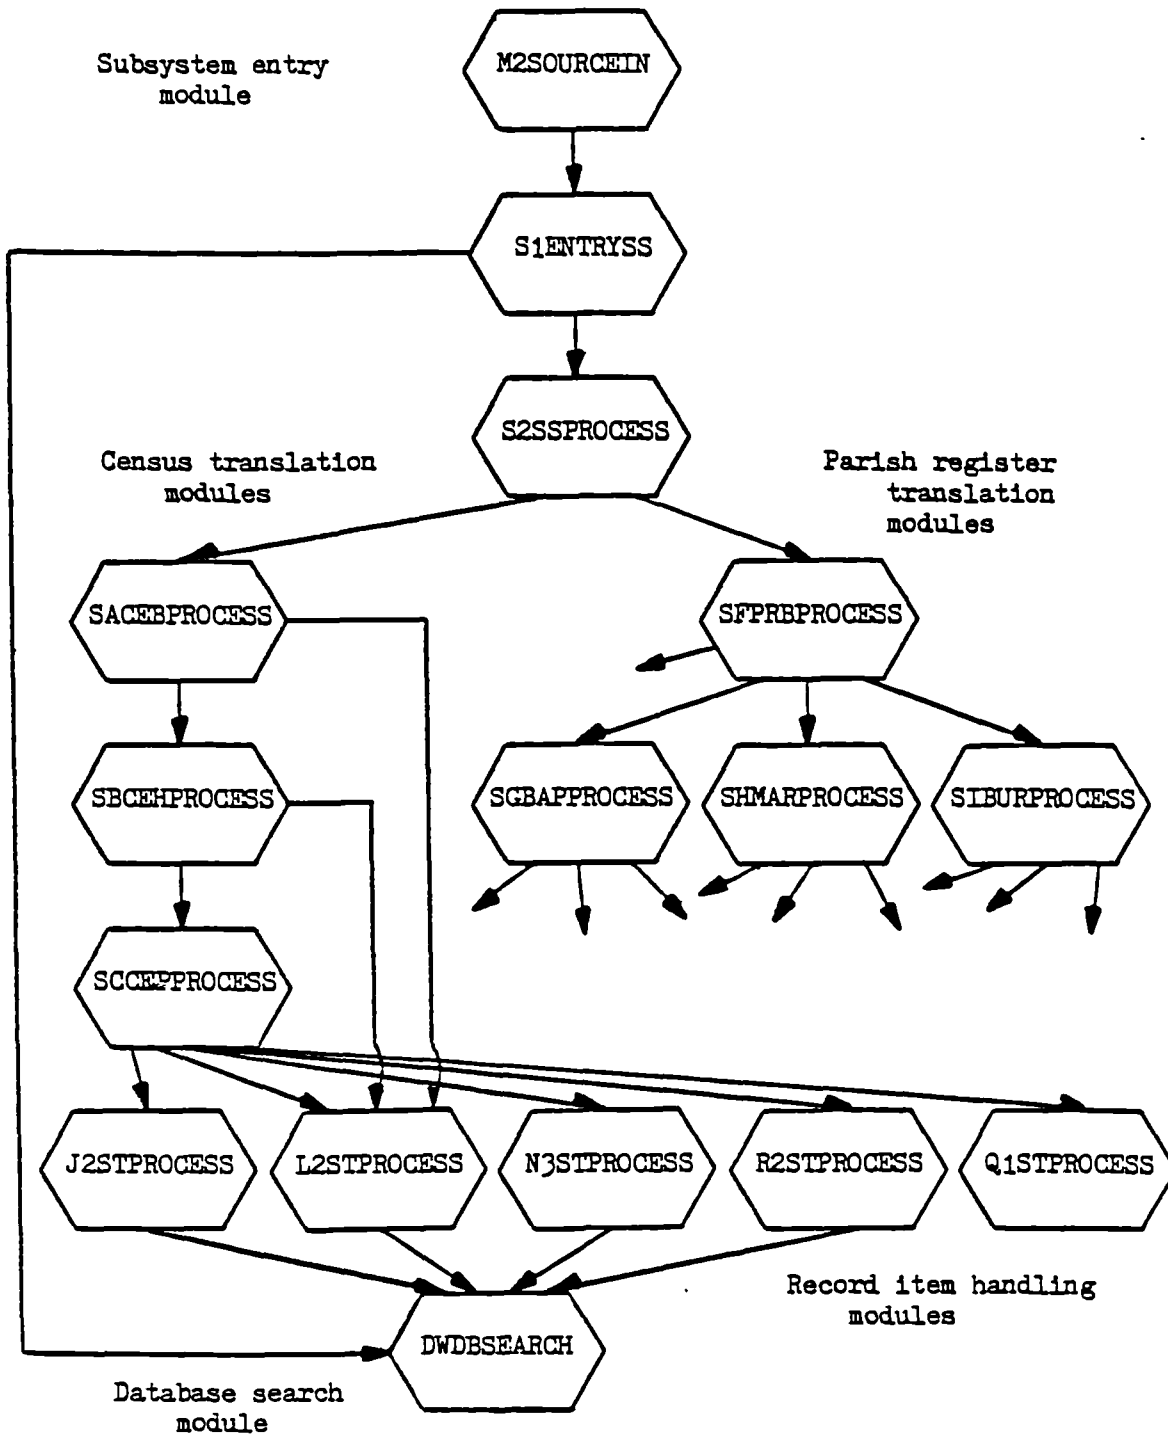 Subsystem entry
module
M2SOURCEIN
S1ENTRYSS
S2SSPROCESS
Census translation
modules
Parish register
translation
modules
SACEBPROCESS
SFPRBPROCESS
SBCEHPROCESS
SGBAPPROCESS
SHMARPROCESS
SIBURPROCESS
SCCEPPROCESS
J2STPROCESS
L2STPROCESS
N3STPROCESS
R2STPROCESS
Q1STPROCESS
Record item handling
modules
DWDBSEARCH
Database search
module